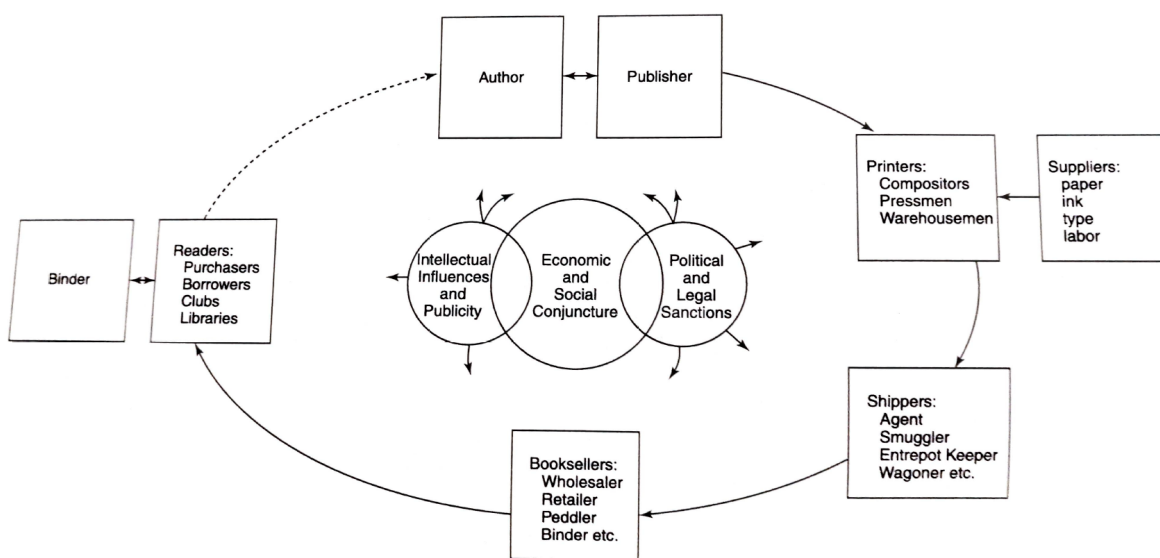 Author
Publisher
Printers:
Compositors
Pressmen
Warehousemen
Suppliers:
paper
ink
type
labor
Binder
Readers:
Purchasers
Borrowers
Clubs
Libraries
Intellectual
Influences
and
Publicity
Economic
and
Social
Conjuncture
Political
and
Legal
Sanctions
Shippers:
Agent
Smuggler
Entrepot Keeper
Wagoner etc.
Booksellers:
Wholesaler
Retailer
Peddler
Binder etc.